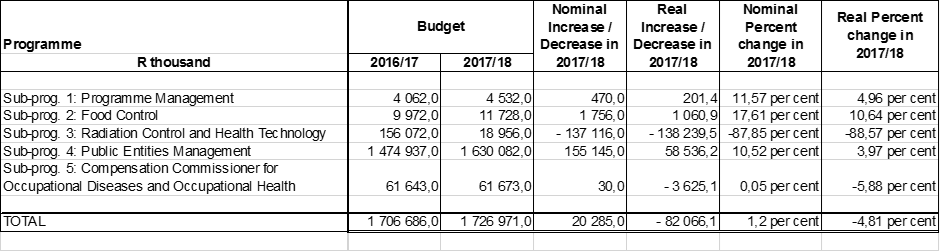 Programme Budget Nominal Increase / Decrease in 2017/18 Real Increase / Decrease in 2017/18 Nominal Percent change in 2017/18 Real Percent change in 2017/18
R thousand 2016/17 2017/18
Sub-prog. 1: Programme Management 4 062,0 4 532,0 470,0 201,4 11,57 per cent 4,96 per cent
Sub-prog. 2: Food Control 9 972,0 11 728,0 1 756,0 1 060,9 17,61 per cent 10,64 per cent
Sub-prog. 3: Radiation Control and Health Technology 156 072,0 18 956,0 - 137 116,0 - 138 239,5 -87,85 per cent -88,57 per cent
Sub-prog. 4: Public Entities Management 1 474 937,0 1 630 082,0 155 145,0 58 536,2 10,52 per cent 3,97 per cent
Sub-prog. 5: Compensation Commissioner for
Occupational Diseases and Occupational Health 61 643,0 61 673,0 30,0 - 3 625,1 0,05 per cent -5,88 per cent
TOTAL 1 706 686,0 1 726 971,0 20 285,0 - 82 066,1 1,2 per cent -4,81 per cent